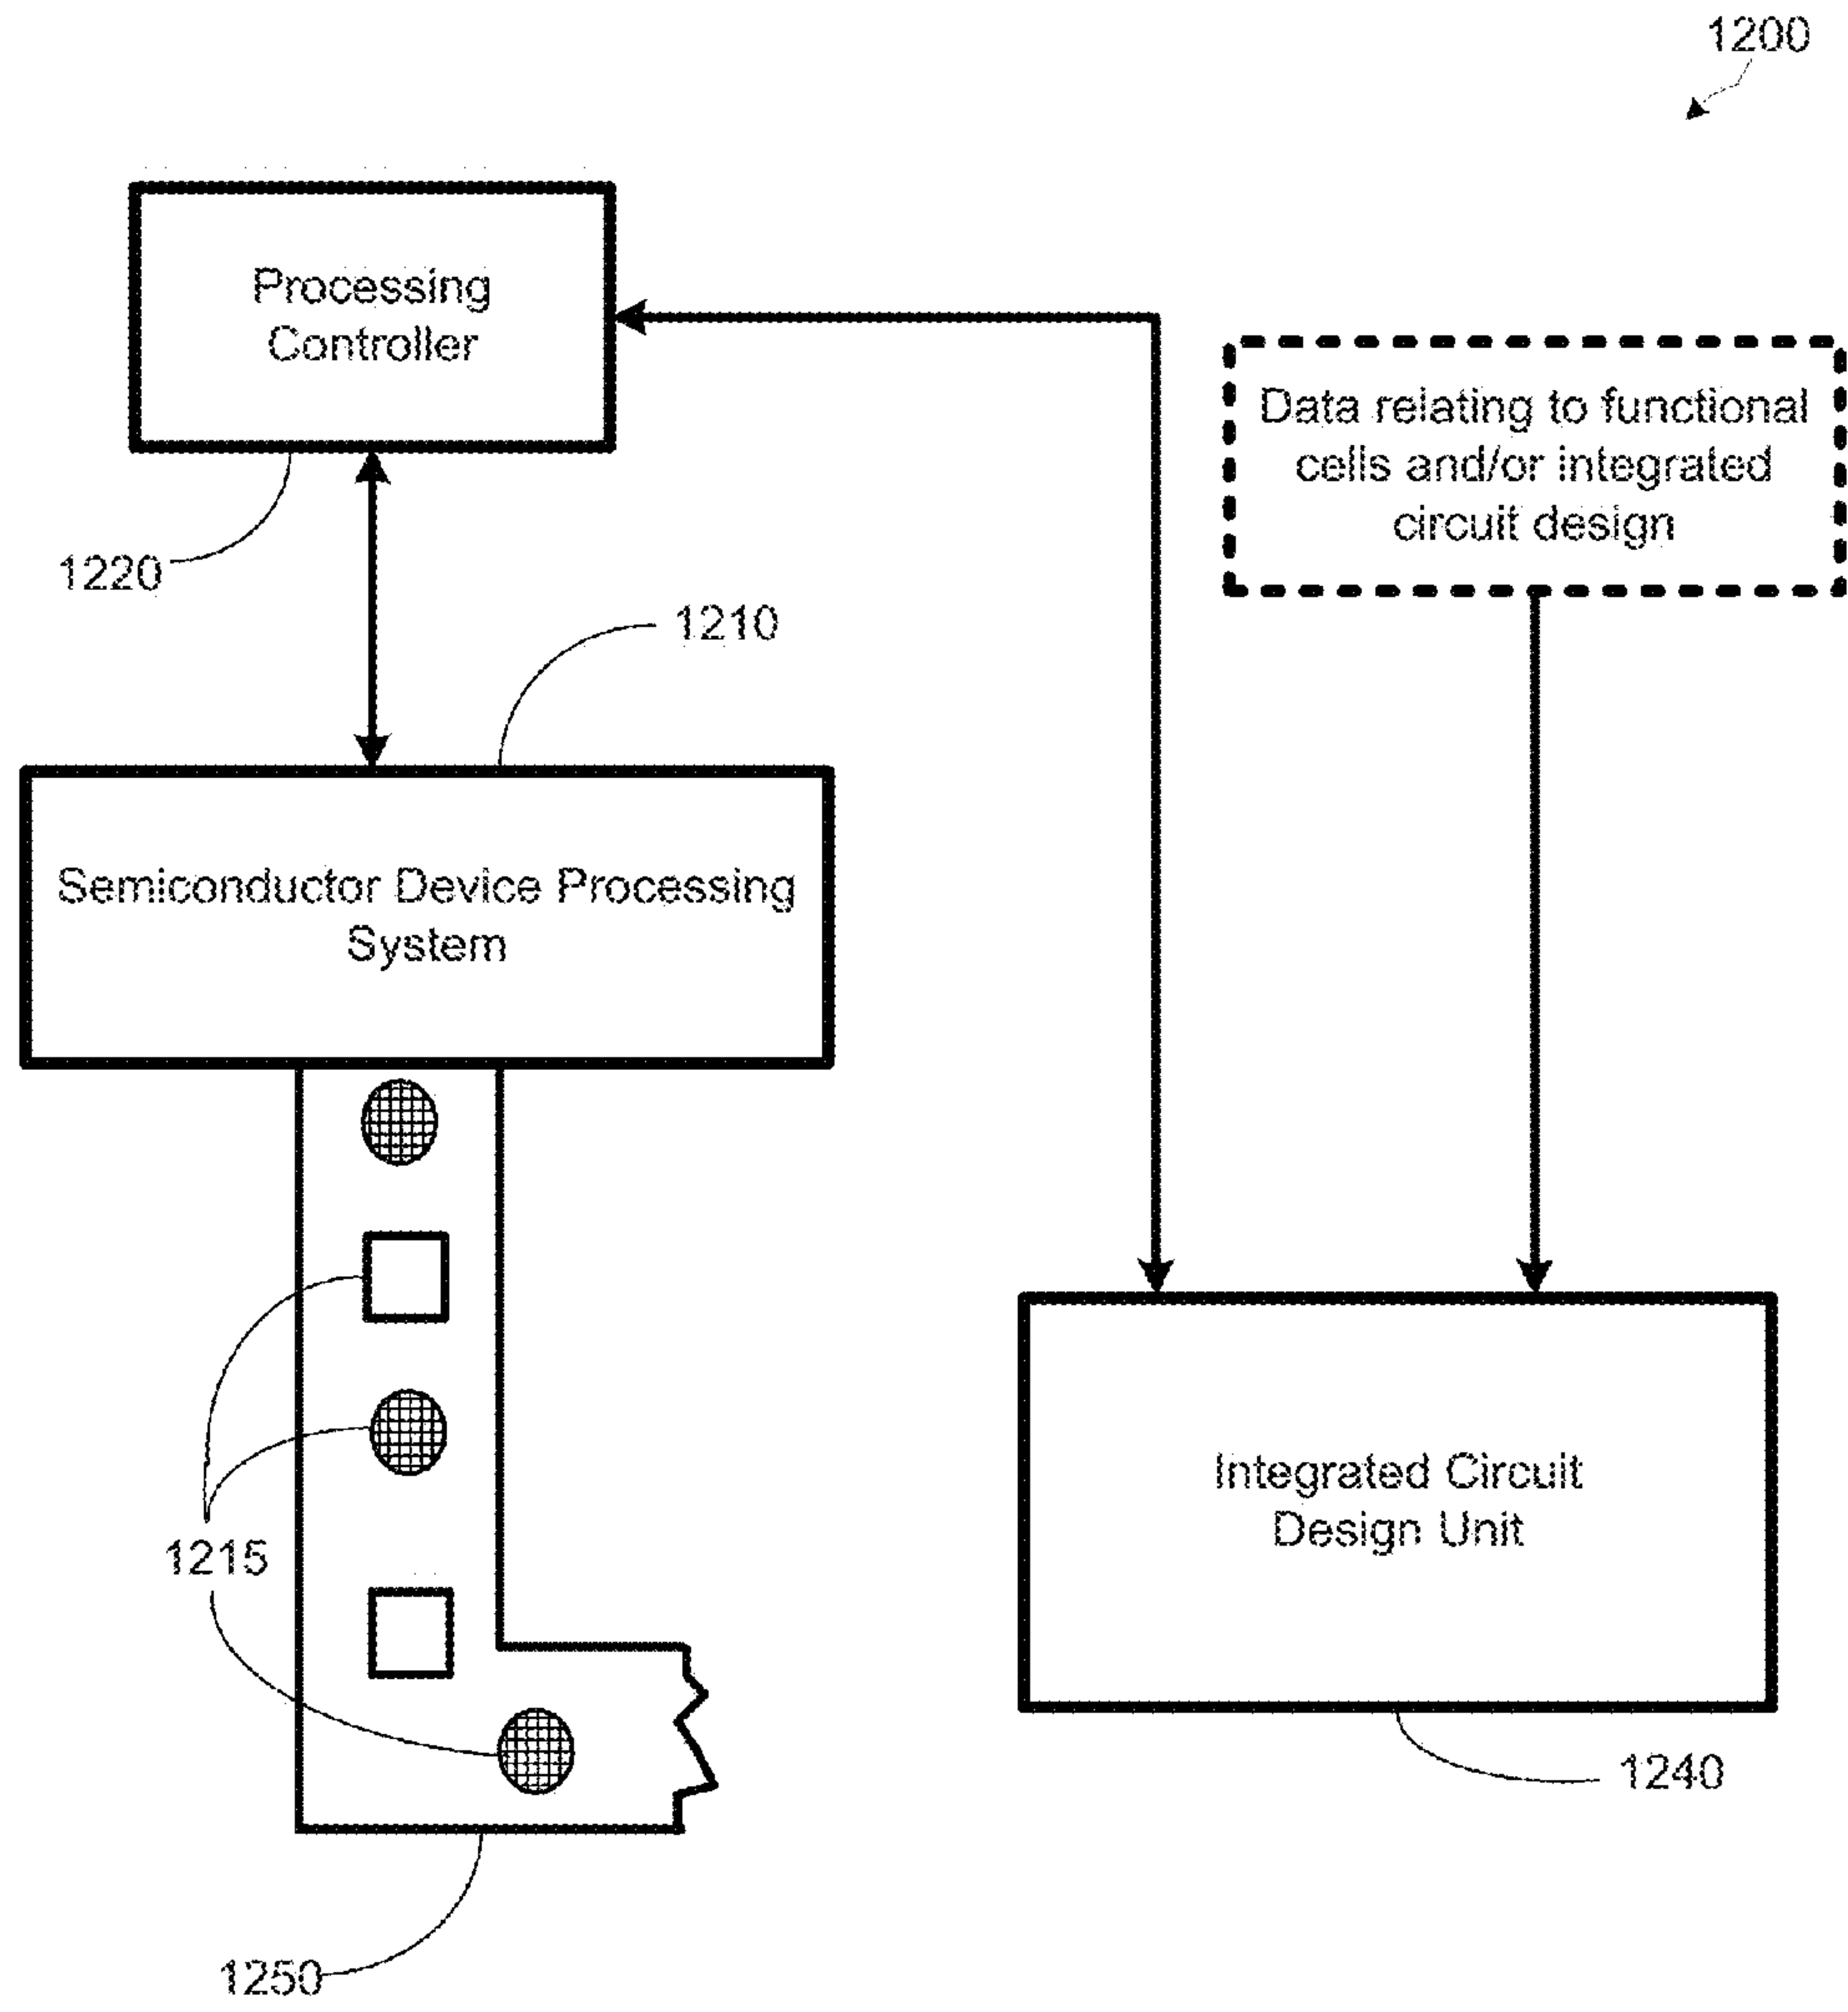 1200
Processing
Controller
Data relating to functional
cells and/or integrated
circuit design
1220
1210
Semiconductor Device Processing
System
Integrated Circuit
Design Unit
1215
1240
1250